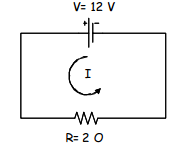 V= 12 V
+ -
I
R= 2 O